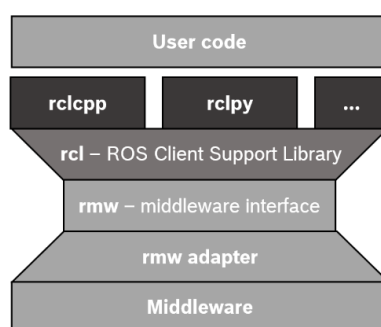 User code
rclcpp rclpy ...
rcl – ROS Client Support Library
rmw – middleware interface
rmw adapter
Middleware